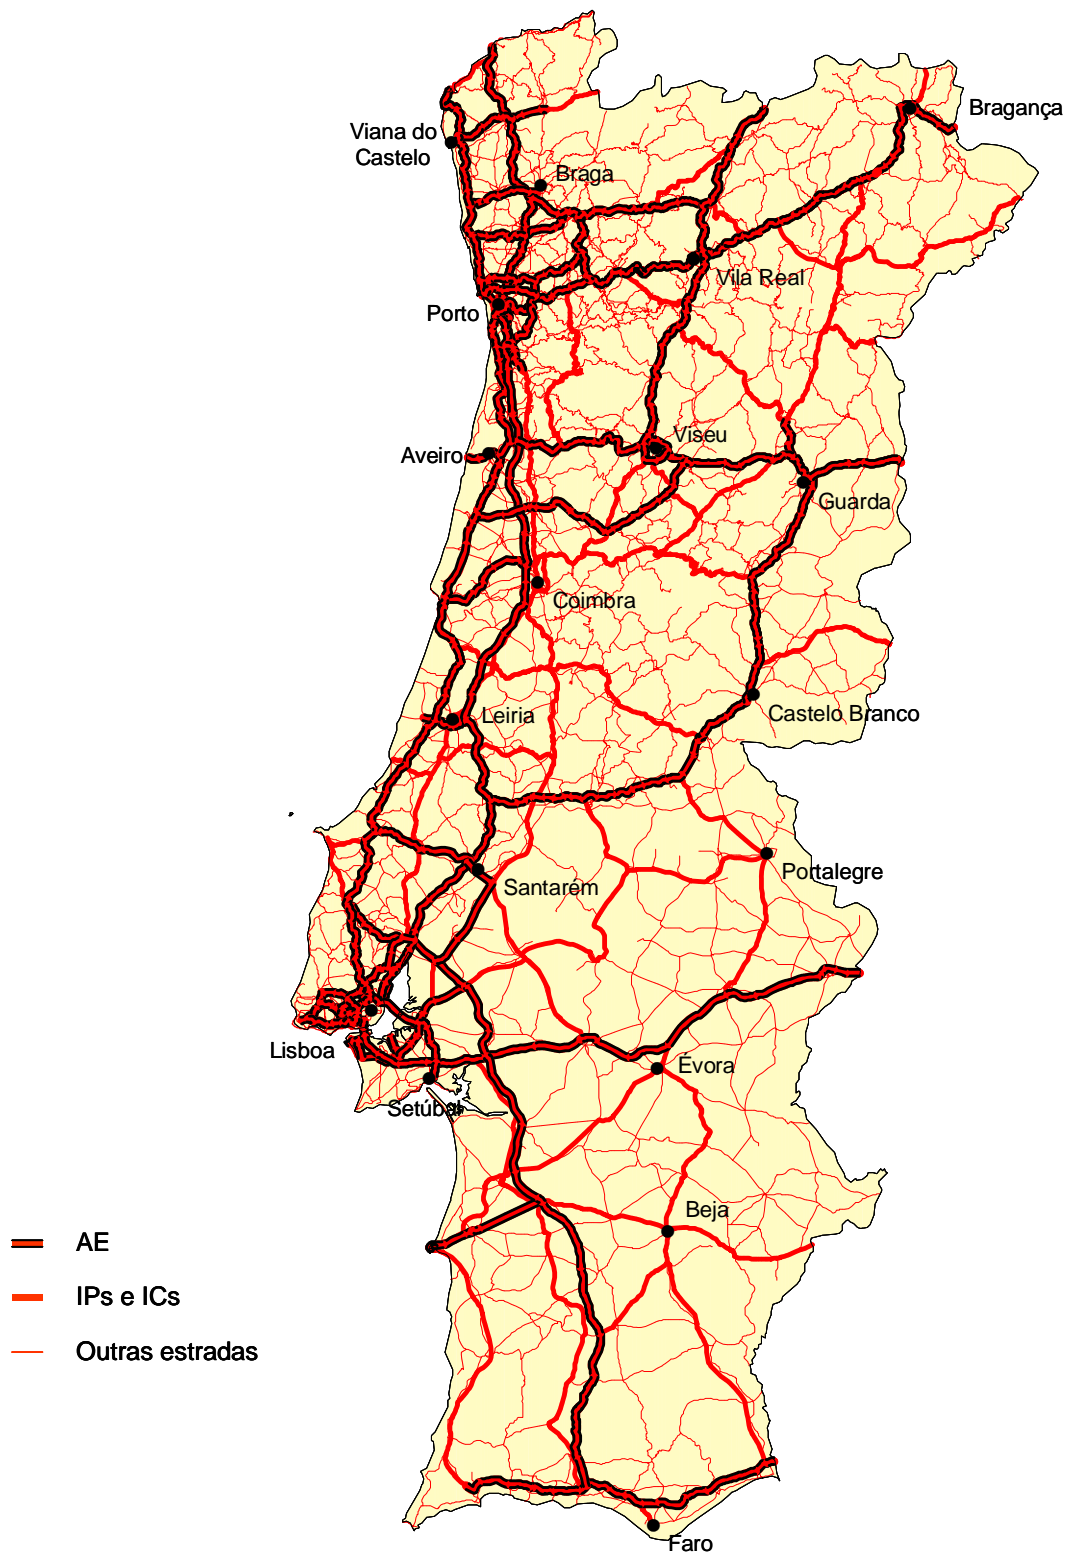 Bragança
Viana do
Castelo
Braga
Vila Real
Porto
Viseu
Aveiro
Guarda
Coimbra
Leiria
Castelo Branco
Portalegre
Santarém
Lisboa
Évora
Setúbal
Beja
AE
IPs e ICs
Outras estradas
Faro